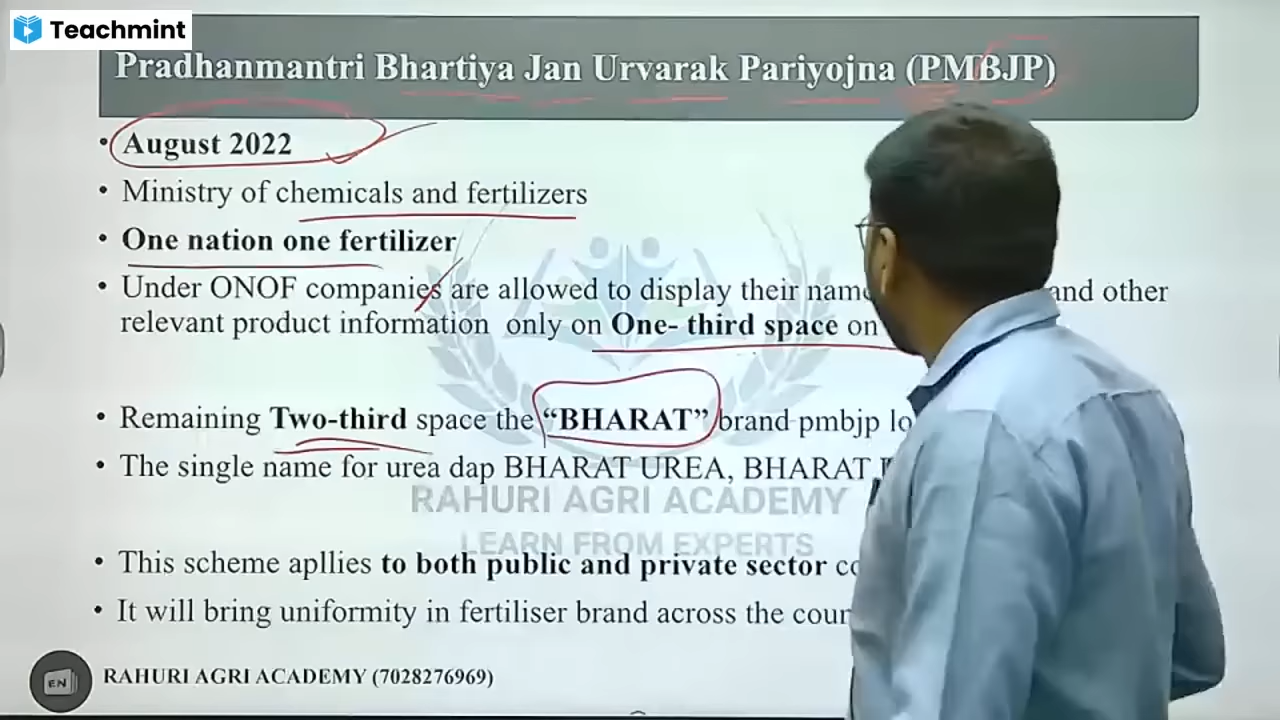 Teachmint
Pradhanmantri Bhartiya Jan Urvarak Pariyojna (PMBJP)
• August 2022
• Ministry of chemicals and fertilizers
• One nation one fertilizer
• Under ONOF companies are allowed to display their name and other
relevant product information only on One- third space on
• Remaining Two-third space the “BHARAT” brand pmbjp
• The single name for urea dap BHARAT UREA, BHARAT
RAHURI AGRI ACADEMY
LEARN FROM EXPERTS
• This scheme apllies to both public and private sector
• It will bring uniformity in fertiliser brand across the
EN
RAHURI AGRI ACADEMY (7028276969)